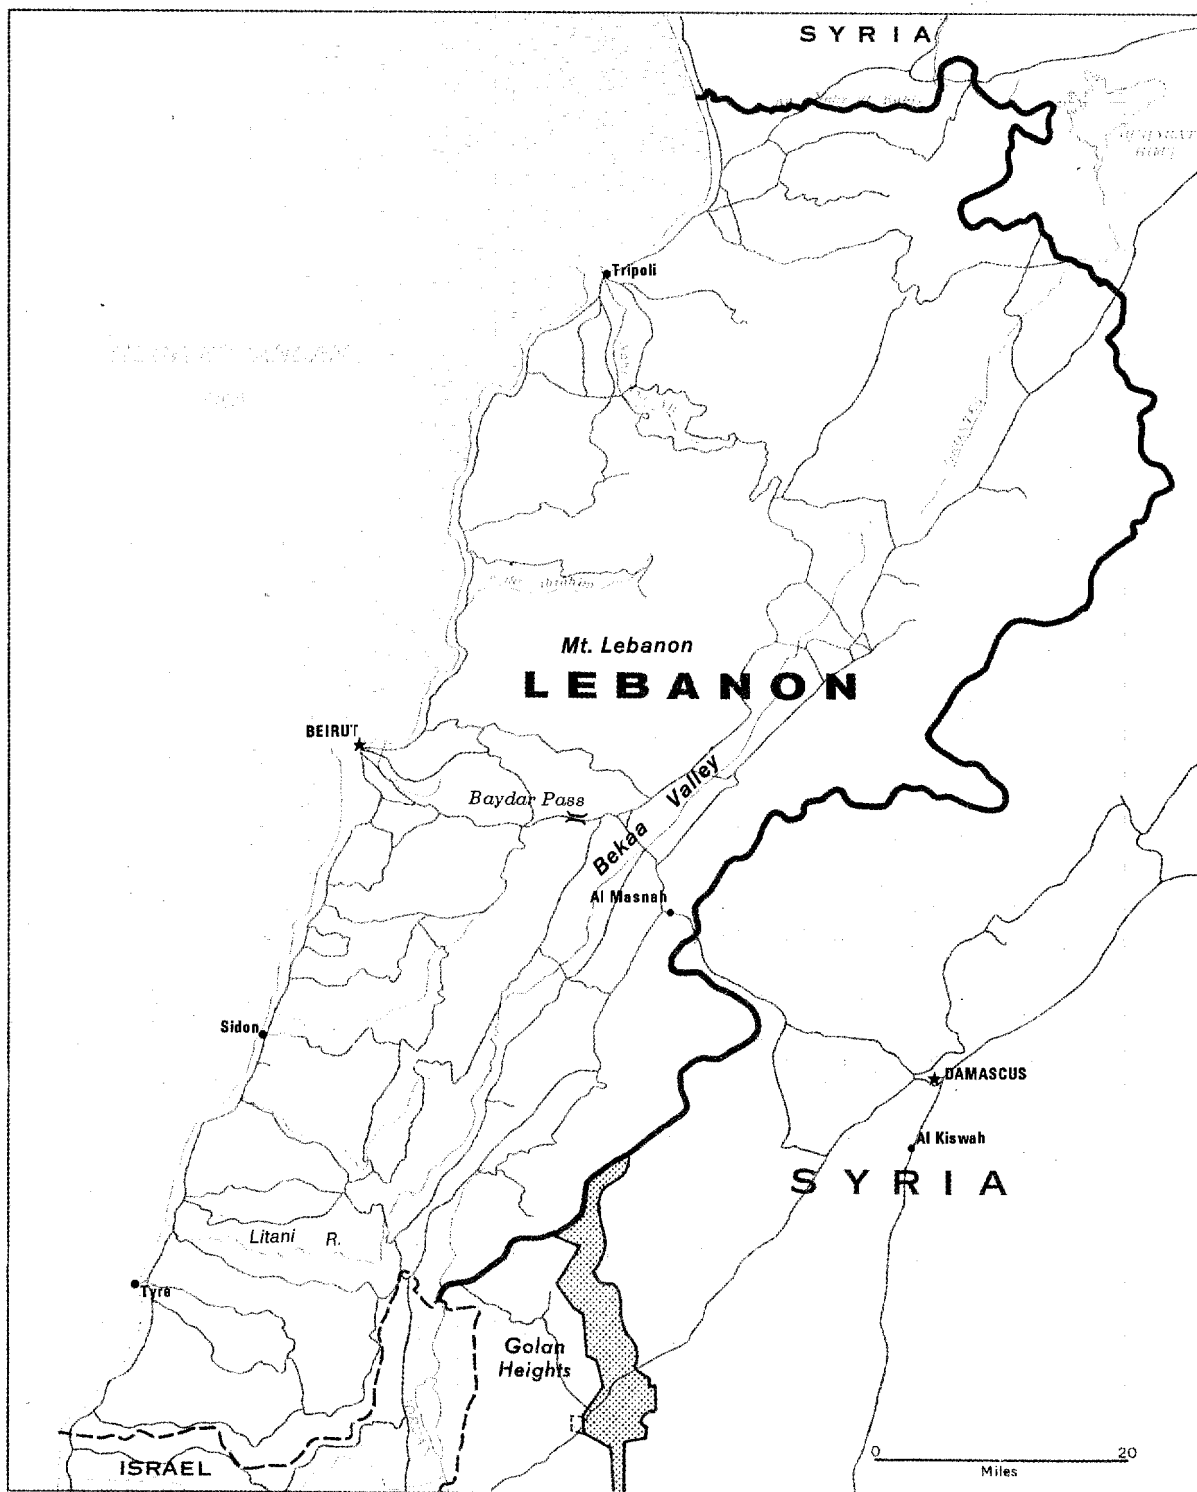 SYRIA
Tripoli
Mt. Lebanon
LEBANON
BEIRUT
Baydar Pass
Bekaa Valley
Al Masnah
Sidon
DAMASCUS
Al Kiswah
SYRIA
Litani R.
Tyre
Golan
Heights
ISRAEL
0 20
Miles